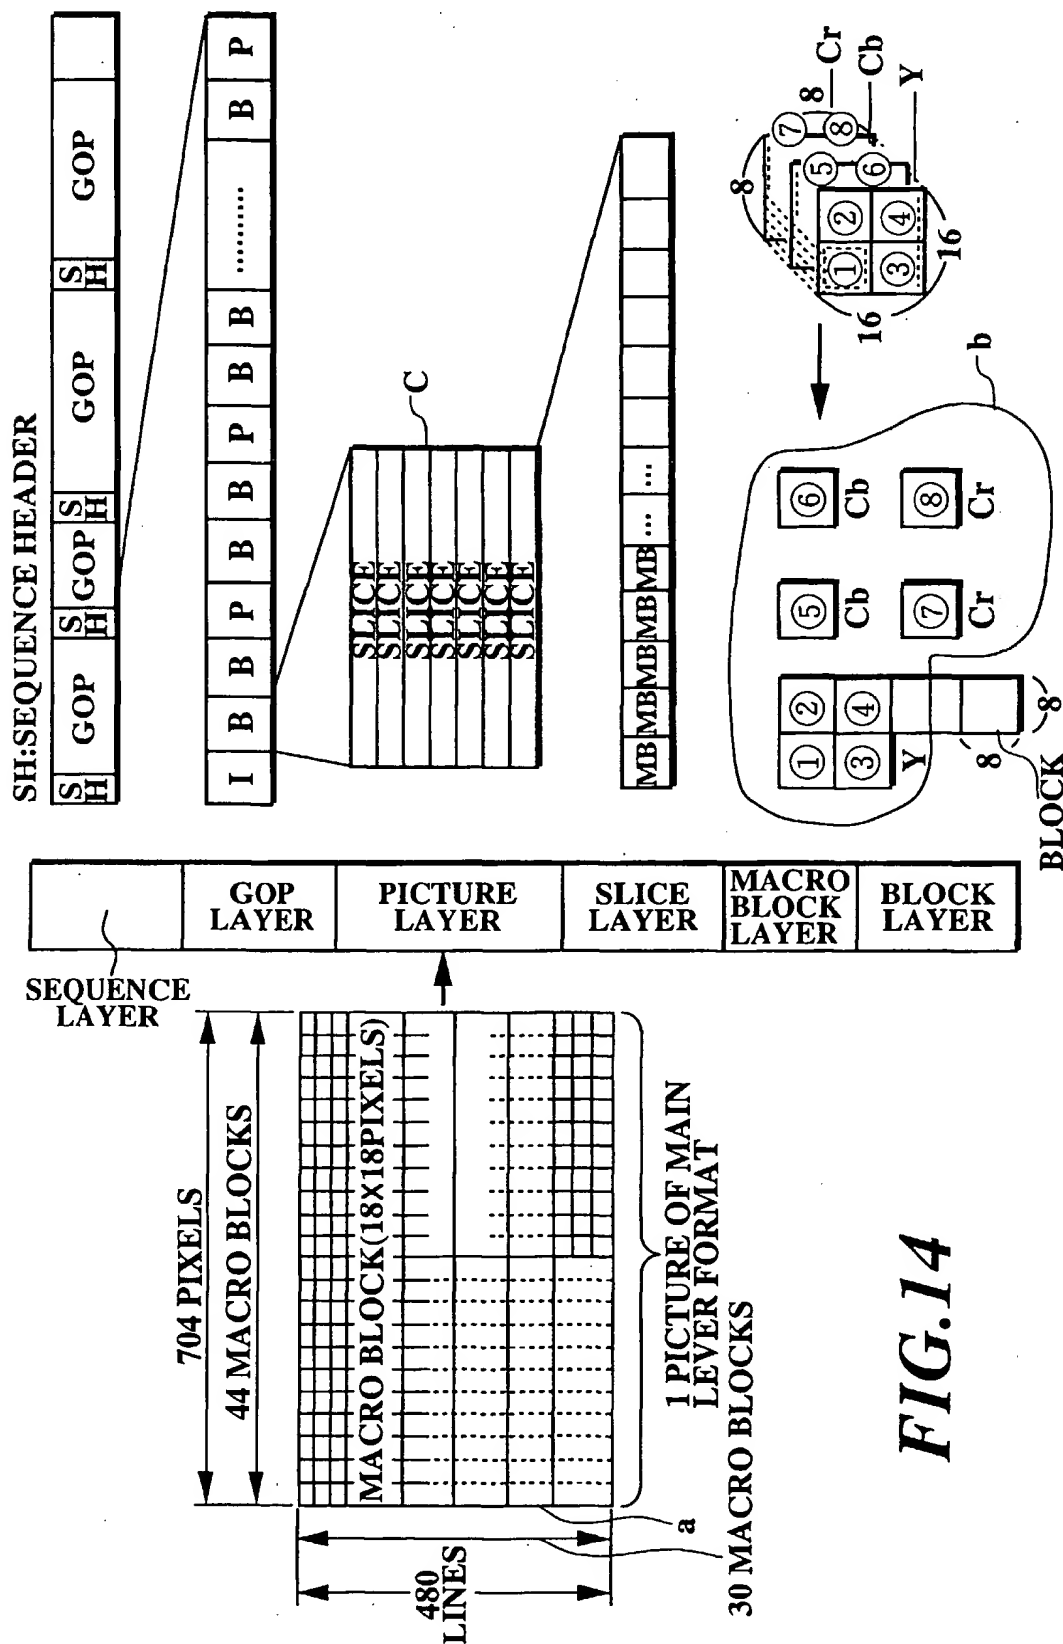 SH:SEQUENCE HEADER
SH GOP SH GOP SH GOP SH GOP
SEQUENCE
LAYER
GOP
LAYER
I B B P B B P B B .......... B P
704 PIXELS
44 MACRO BLOCKS
PICTURE
LAYER
SLICE
SLICE
SLICE
SLICE
SLICE
SLICE
SLICE
C
480
LINES
MACRO BLOCK(18X18PIXELS)
SLICE
LAYER
MB MB MB MB MB ... ...
a
1 PICTURE OF MAIN
LEVER FORMAT
30 MACRO BLOCKS
MACRO
BLOCK
LAYER
① ② ③ ④
Y
⑤
Cb
⑥
Cb
⑦
Cr
⑧
Cr
b
8
⑦
8
⑧
Cr
⑤
⑥
Cb
① ② ③ ④
Y
16
16
BLOCK
LAYER
8
8
BLOCK
FIG.14